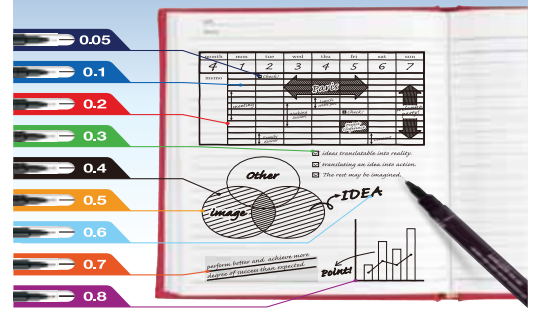 0.05
0.1
0.2
0.3
0.4
0.5
0.6
0.7
0.8
month mon tue wed thu fri sat sun
4 1 2 3 4 5 6 7
memo
Check!
Paris
meeting
Check!
party!
ideas translatable into reality.
translating an idea into action.
The rest may be imagined.
Other
image
IDEA
perform better and achieve more
degree of success than expected
Point!